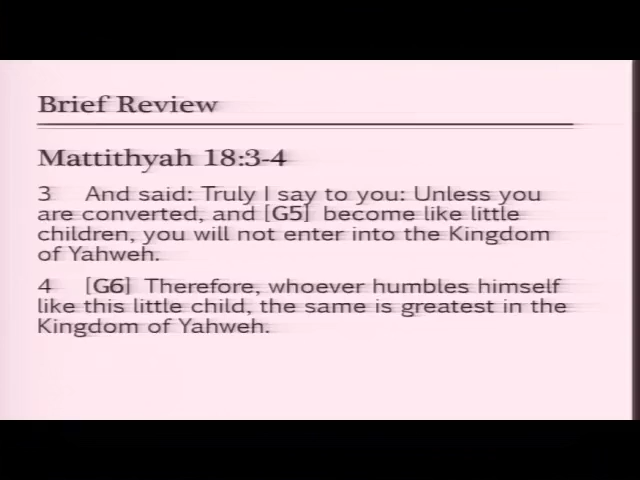 Brief Review
Mattithyah 18:3-4
3 And said: Truly I say to you: Unless you
are converted, and [G5] become like little
children, you will not enter into the Kingdom
of Yahweh.
4 [G6] Therefore, whoever humbles himself
like this little child, the same is greatest in the
Kingdom of Yahweh.